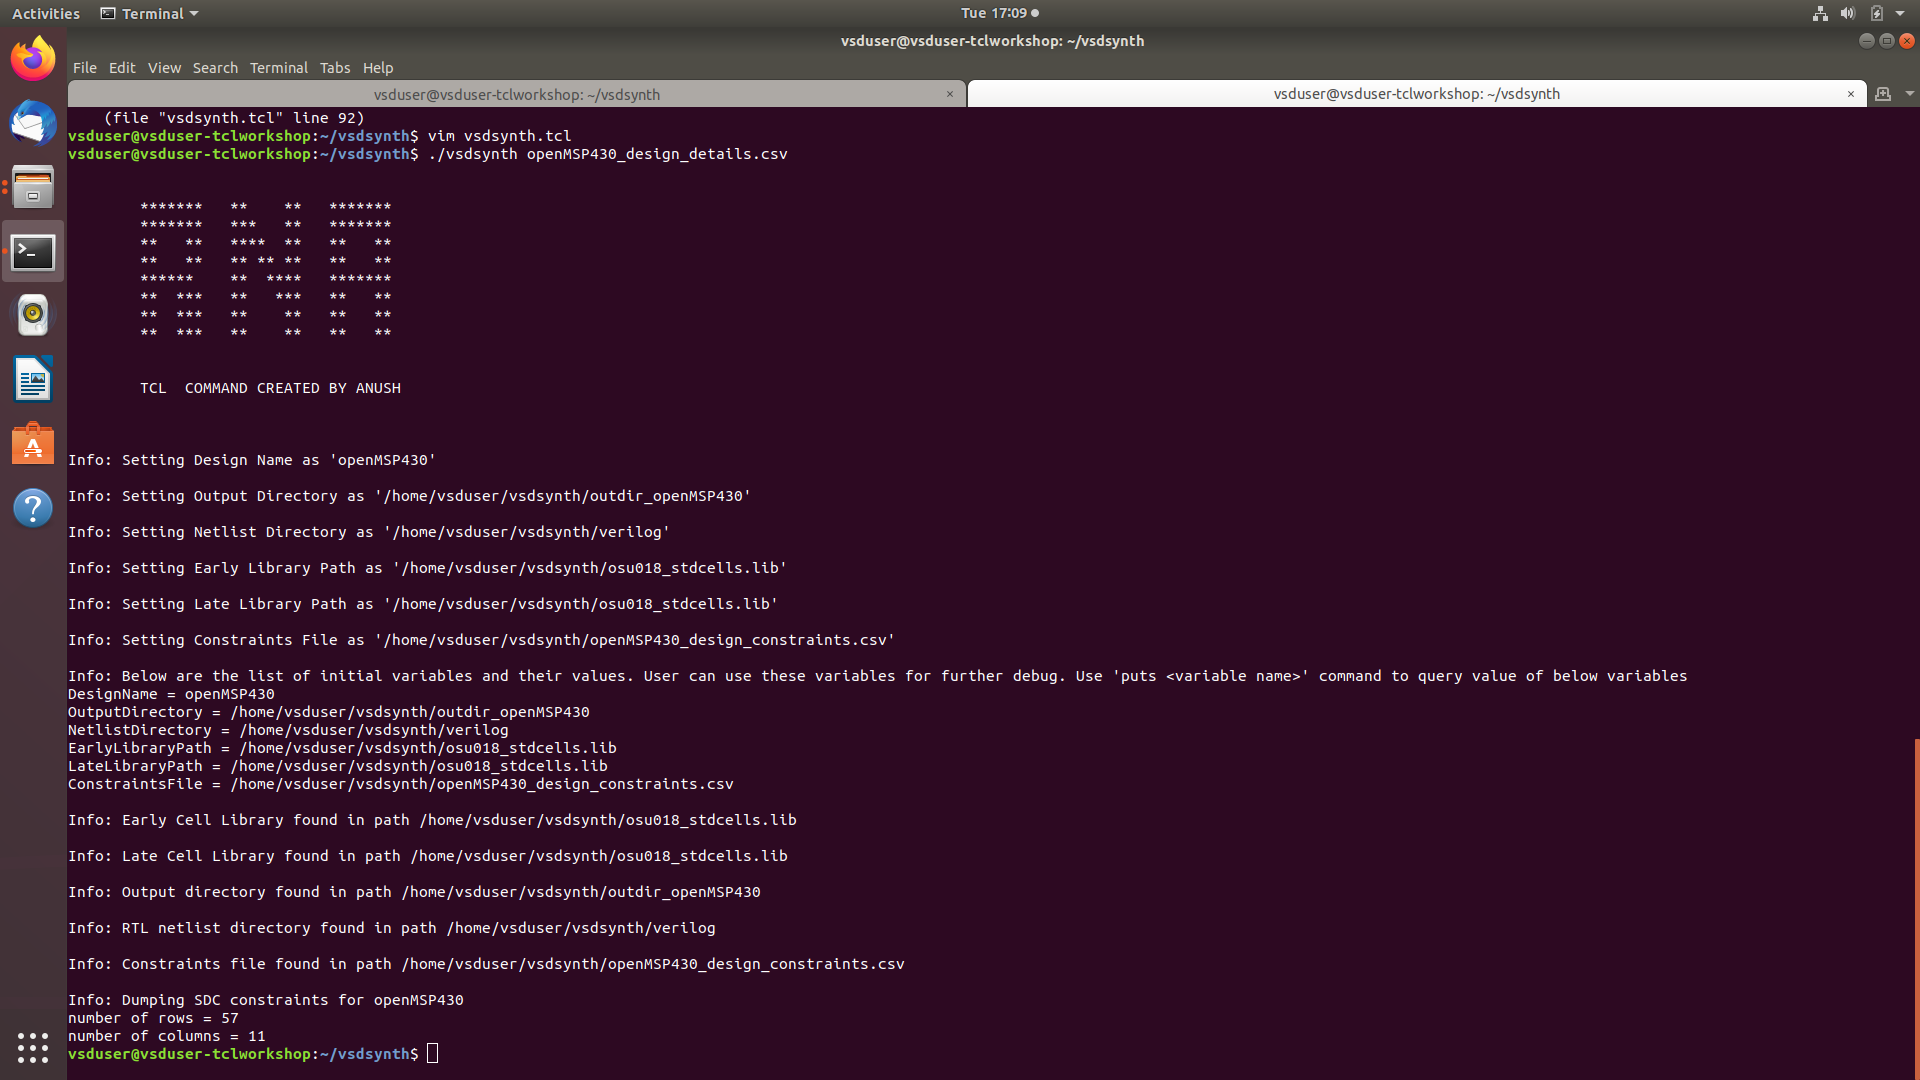 Activities Terminal Tue 17:09
vsduser@vsduser-tclworkshop: ~/vsdsynth
File Edit View Search Terminal Tabs Help
vsduser@vsduser-tclworkshop: ~/vsdsynth × vsduser@vsduser-tclworkshop: ~/vsdsynth ×
    (file "vsdsynth.tcl" line 92)
vsduser@vsduser-tclworkshop:~/vsdsynth$ vim vsdsynth.tcl
vsduser@vsduser-tclworkshop:~/vsdsynth$ ./vsdsynth openMSP430_design_details.csv
        *******   **    **   *******
        *******   ***   **   *******
        **   **   ****  **   **   **
        **   **   ** ** **   **   **
        ******    **  ****   *******
        **  ***   **   ***   **   **
        **  ***   **    **   **   **
        **  ***   **    **   **   **
        TCL  COMMAND CREATED BY ANUSH
Info: Setting Design Name as 'openMSP430'
Info: Setting Output Directory as '/home/vsduser/vsdsynth/outdir_openMSP430'
Info: Setting Netlist Directory as '/home/vsduser/vsdsynth/verilog'
Info: Setting Early Library Path as '/home/vsduser/vsdsynth/osu018_stdcells.lib'
Info: Setting Late Library Path as '/home/vsduser/vsdsynth/osu018_stdcells.lib'
Info: Setting Constraints File as '/home/vsduser/vsdsynth/openMSP430_design_constraints.csv'
Info: Below are the list of initial variables and their values. User can use these variables for further debug. Use 'puts <variable name>' command to query value of below variables
DesignName = openMSP430
OutputDirectory = /home/vsduser/vsdsynth/outdir_openMSP430
NetlistDirectory = /home/vsduser/vsdsynth/verilog
EarlyLibraryPath = /home/vsduser/vsdsynth/osu018_stdcells.lib
LateLibraryPath = /home/vsduser/vsdsynth/osu018_stdcells.lib
ConstraintsFile = /home/vsduser/vsdsynth/openMSP430_design_constraints.csv
Info: Early Cell Library found in path /home/vsduser/vsdsynth/osu018_stdcells.lib
Info: Late Cell Library found in path /home/vsduser/vsdsynth/osu018_stdcells.lib
Info: Output directory found in path /home/vsduser/vsdsynth/outdir_openMSP430
Info: RTL netlist directory found in path /home/vsduser/vsdsynth/verilog
Info: Constraints file found in path /home/vsduser/vsdsynth/openMSP430_design_constraints.csv
Info: Dumping SDC constraints for openMSP430
number of rows = 57
number of columns = 11
vsduser@vsduser-tclworkshop:~/vsdsynth$